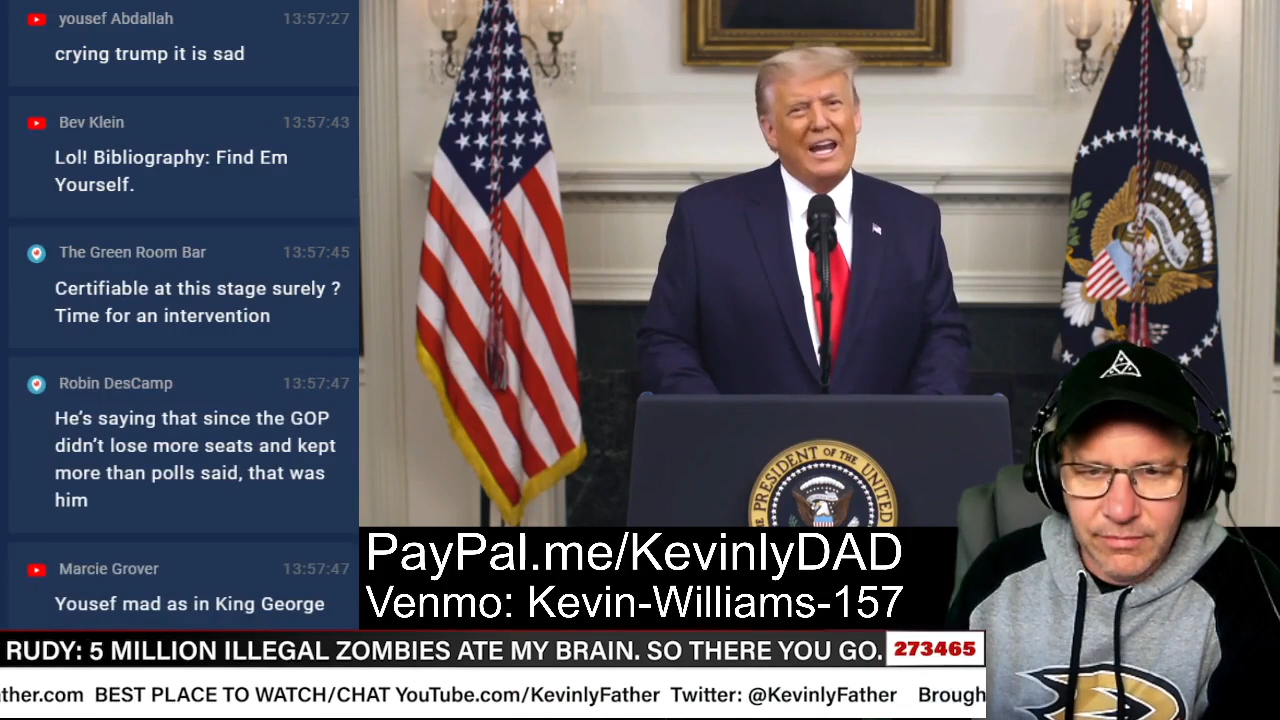 yousef Abdallah 13:57:27
crying trump it is sad
Bev Klein 13:57:43
Lol! Bibliography: Find Em
Yourself.
The Green Room Bar 13:57:45
Certifiable at this stage surely ?
Time for an intervention
Robin DesCamp 13:57:47
He’s saying that since the GOP
didn’t lose more seats and kept
more than polls said, that was
him
Marcie Grover 13:57:47
Yousef mad as in King George
PRESIDENT OF THE UNITED
PayPal.me/KevinlyDAD
Venmo: Kevin-Williams-157
RUDY: 5 MILLION ILLEGAL ZOMBIES ATE MY BRAIN. SO THERE YOU GO. 273465
ther.com BEST PLACE TO WATCH/CHAT YouTube.com/KevinlyFather Twitter: @KevinlyFather Brough